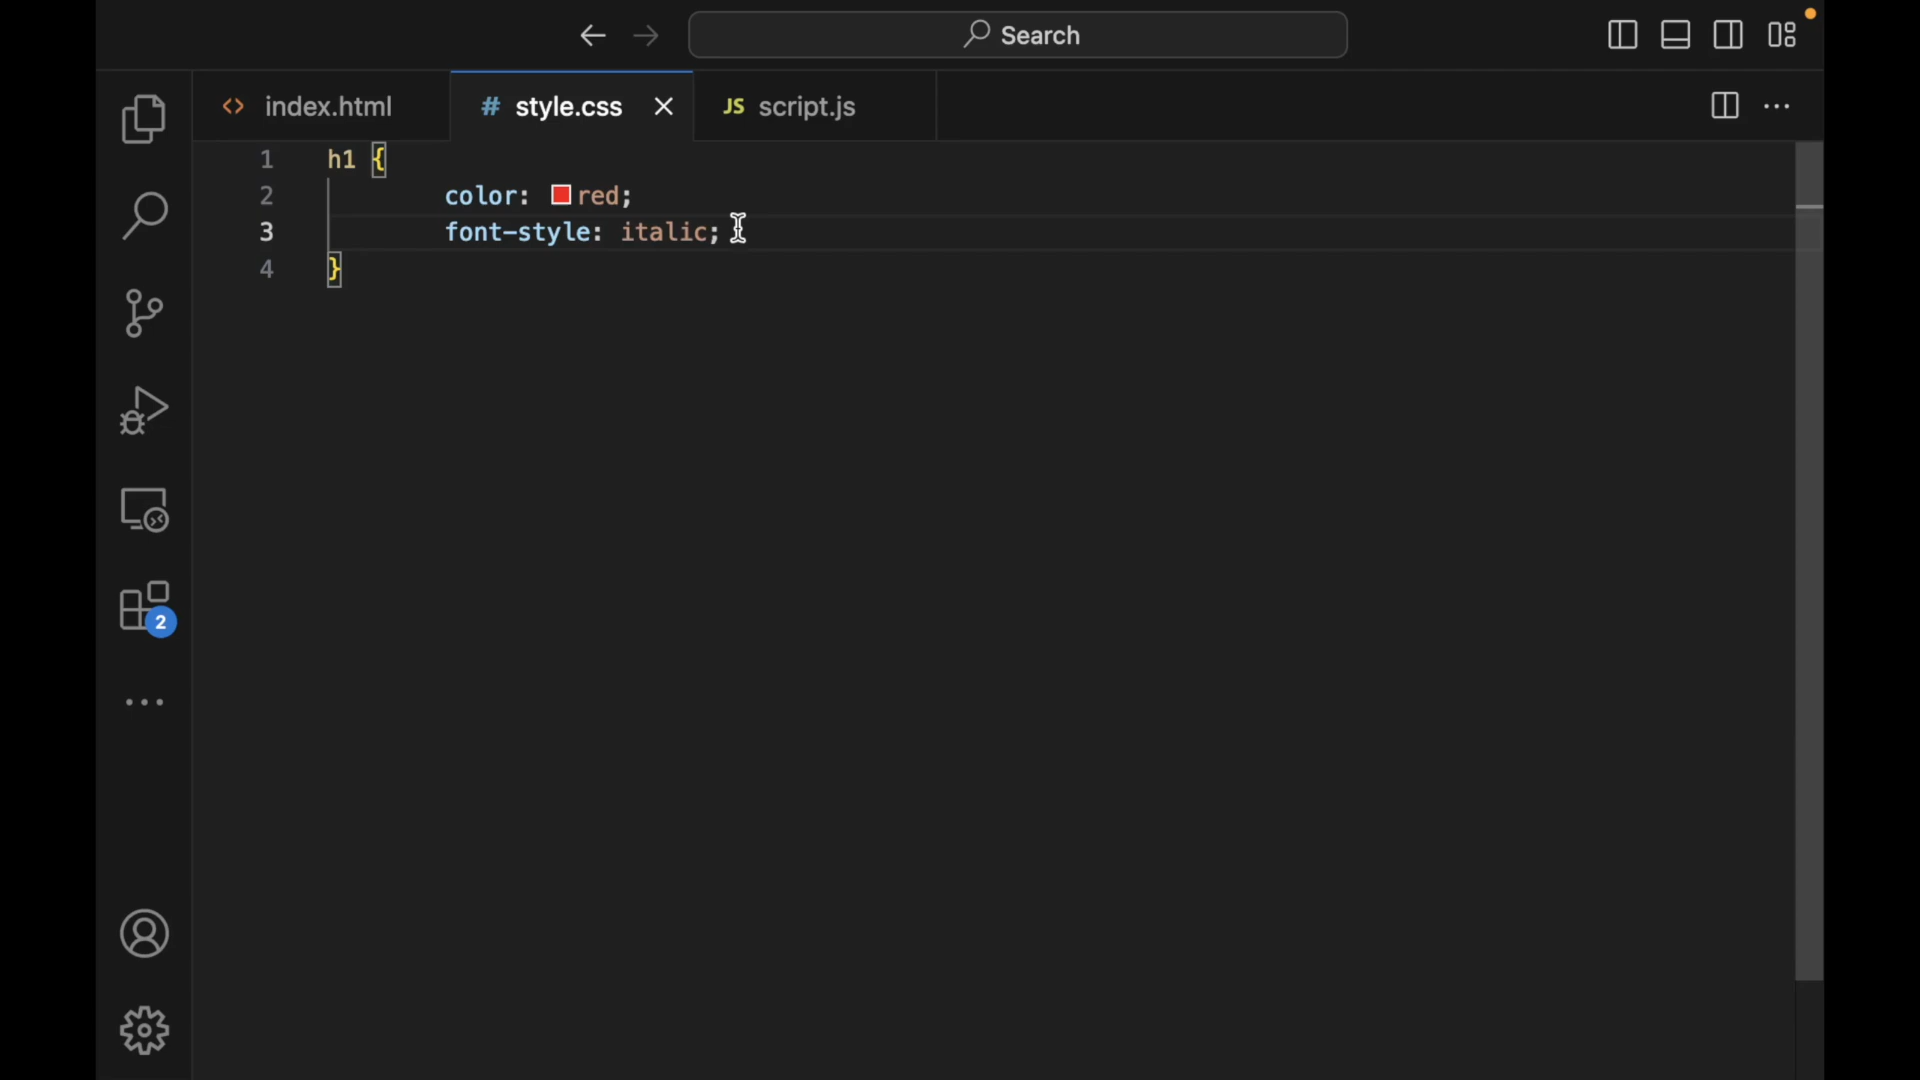 Search
<> index.html
# style.css
JS script.js
1 h1 {
2 color: red;
3 font-style: italic;
4 }
2